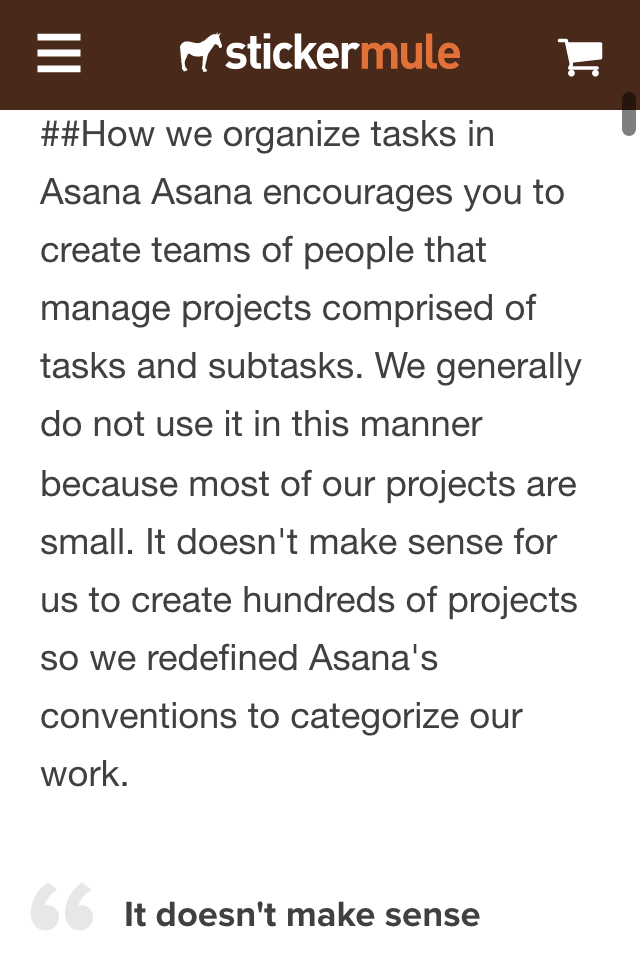 stickermule
##How we organize tasks in
Asana Asana encourages you to
create teams of people that
manage projects comprised of
tasks and subtasks. We generally
do not use it in this manner
because most of our projects are
small. It doesn't make sense for
us to create hundreds of projects
so we redefined Asana's
conventions to categorize our
work.
“ It doesn't make sense